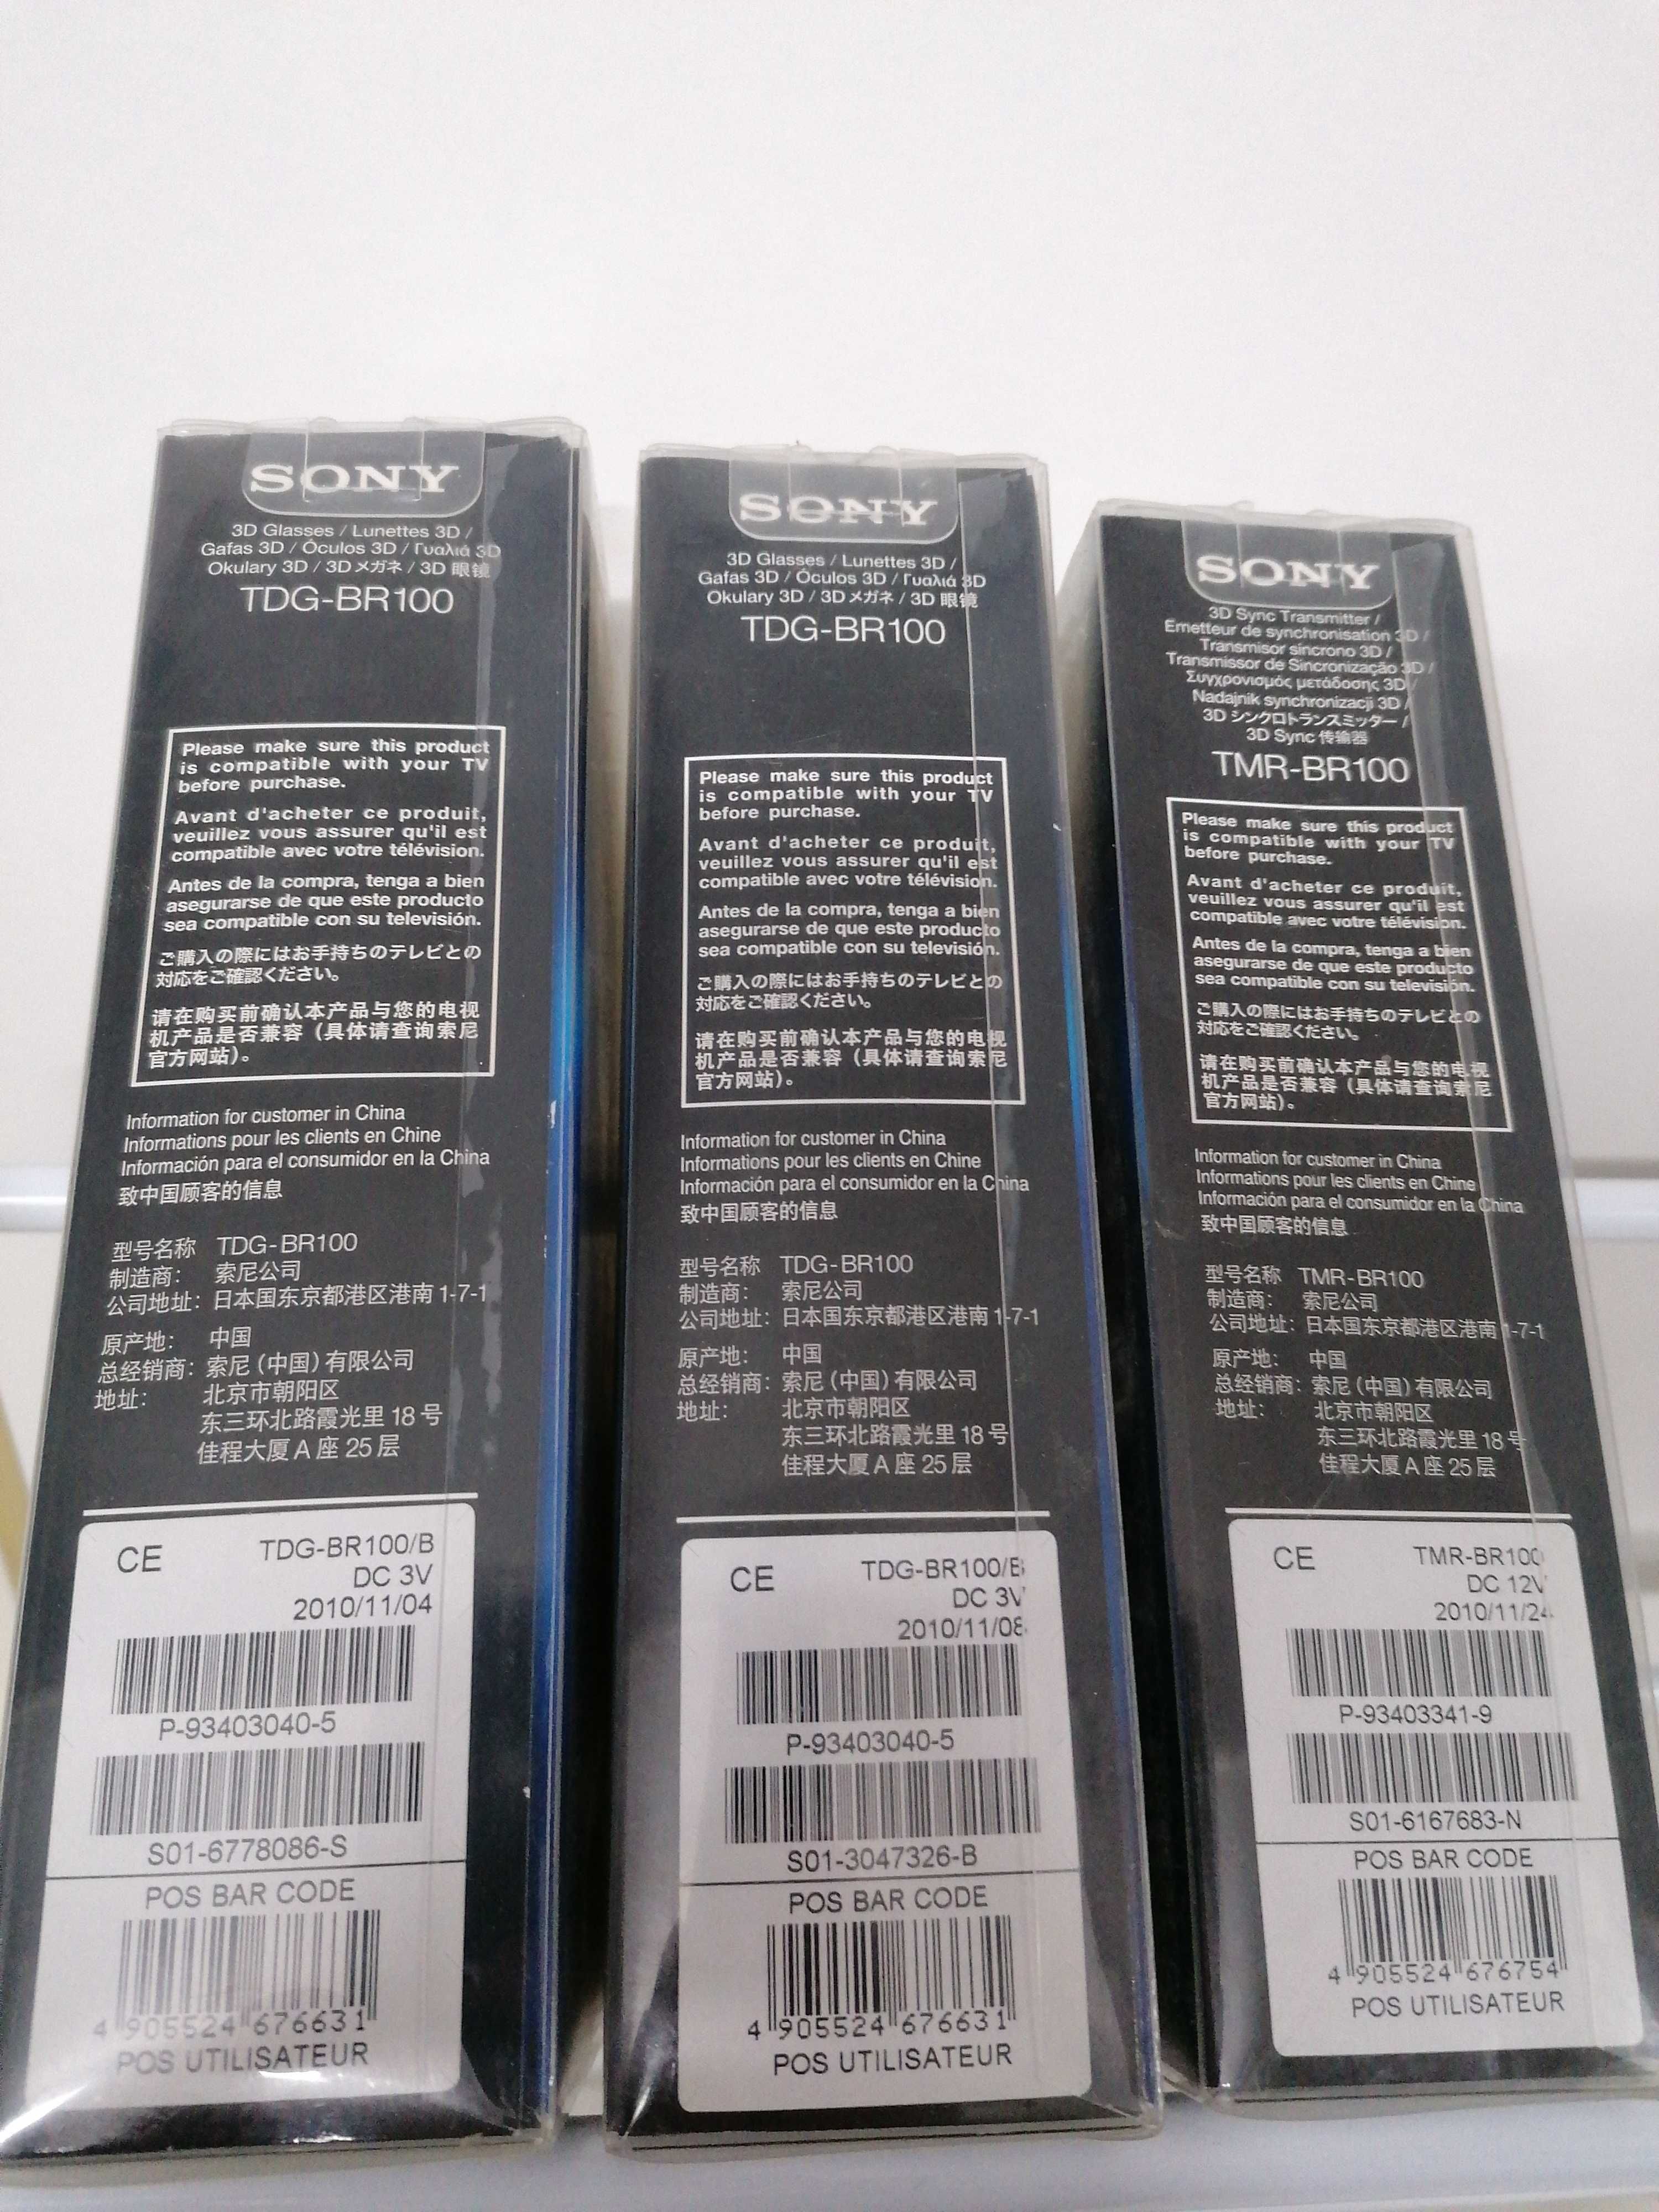 SONY
3D Glasses / Lunettes 3D /
Gafas 3D / Óculos 3D / Γυαλιά 3D
Okulary 3D / 3Dメガネ / 3D 眼镜
TDG-BR100
Please make sure this product
is compatible with your TV
before purchase.
Avant d'acheter ce produit,
veuillez vous assurer qu'il est
compatible avec votre télévision.
Antes de la compra, tenga a bien
asegurarse de que este producto
sea compatible con su televisión.
ご購入の際にはお手持ちのテレビとの
対応をご確認ください。
请在购买前确认本产品与您的电视
机产品是否兼容（具体请查询索尼
官方网站）。
Information for customer in China
Informations pour les clients en Chine
Información para el consumidor en la China
致中国顾客的信息
型号名称 TDG-BR100
制造商： 索尼公司
公司地址：日本国东京都港区港南 1-7-1
原产地： 中国
总经销商：索尼（中国）有限公司
地址： 北京市朝阳区
东三环北路霞光里 18 号
佳程大厦 A 座 25 层
CE TDG-BR100/B
DC 3V
2010/11/04
P-93403040-5
S01-6778086-S
POS BAR CODE
4 905524 676631
POS UTILISATEUR
SONY
3D Glasses / Lunettes 3D /
Gafas 3D / Óculos 3D / Γυαλιά 3D
Okulary 3D / 3Dメガネ / 3D 眼镜
TDG-BR100
Please make sure this product
is compatible with your TV
before purchase.
Avant d'acheter ce produit,
veuillez vous assurer qu'il est
compatible avec votre télévision.
Antes de la compra, tenga a bien
asegurarse de que este producto
sea compatible con su televisión.
ご購入の際にはお手持ちのテレビとの
対応をご確認ください。
请在购买前确认本产品与您的电视
机产品是否兼容（具体请查询索尼
官方网站）。
Information for customer in China
Informations pour les clients en Chine
Información para el consumidor en la China
致中国顾客的信息
型号名称 TDG-BR100
制造商： 索尼公司
公司地址：日本国东京都港区港南 1-7-1
原产地： 中国
总经销商：索尼（中国）有限公司
地址： 北京市朝阳区
东三环北路霞光里 18 号
佳程大厦 A 座 25 层
CE TDG-BR100/B
DC 3V
2010/11/08
P-93403040-5
S01-3047326-B
POS BAR CODE
4 905524 676631
POS UTILISATEUR
SONY
3D Sync Transmitter /
Emetteur de synchronisation 3D /
Transmisor síncrono 3D /
Transmissor de Sincronização 3D /
Συγχρονισμός μετάδοσης 3D /
Nadajnik synchronizacji 3D /
3D シンクロトランスミッター /
3D Sync 传输器
TMR-BR100
Please make sure this product
is compatible with your TV
before purchase.
Avant d'acheter ce produit,
veuillez vous assurer qu'il est
compatible avec votre télévision.
Antes de la compra, tenga a bien
asegurarse de que este producto
sea compatible con su televisión.
ご購入の際にはお手持ちのテレビとの
対応をご確認ください。
请在购买前确认本产品与您的电视
机产品是否兼容（具体请查询索尼
官方网站）。
Information for customer in China
Informations pour les clients en Chine
Información para el consumidor en la China
致中国顾客的信息
型号名称 TMR-BR100
制造商： 索尼公司
公司地址：日本国东京都港区港南 1-7-1
原产地： 中国
总经销商：索尼（中国）有限公司
地址： 北京市朝阳区
东三环北路霞光里 18 号
佳程大厦 A 座 25 层
CE TMR-BR100
DC 12V
2010/11/24
P-93403341-9
S01-6167683-N
POS BAR CODE
4 905524 676754
POS UTILISATEUR